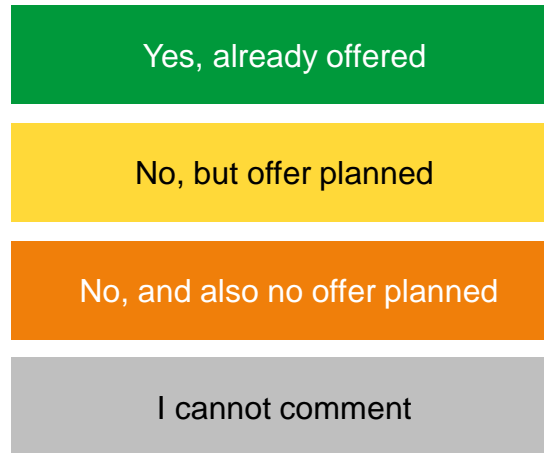 Yes, already offered
No, but offer planned
No, and also no offer planned
I cannot comment